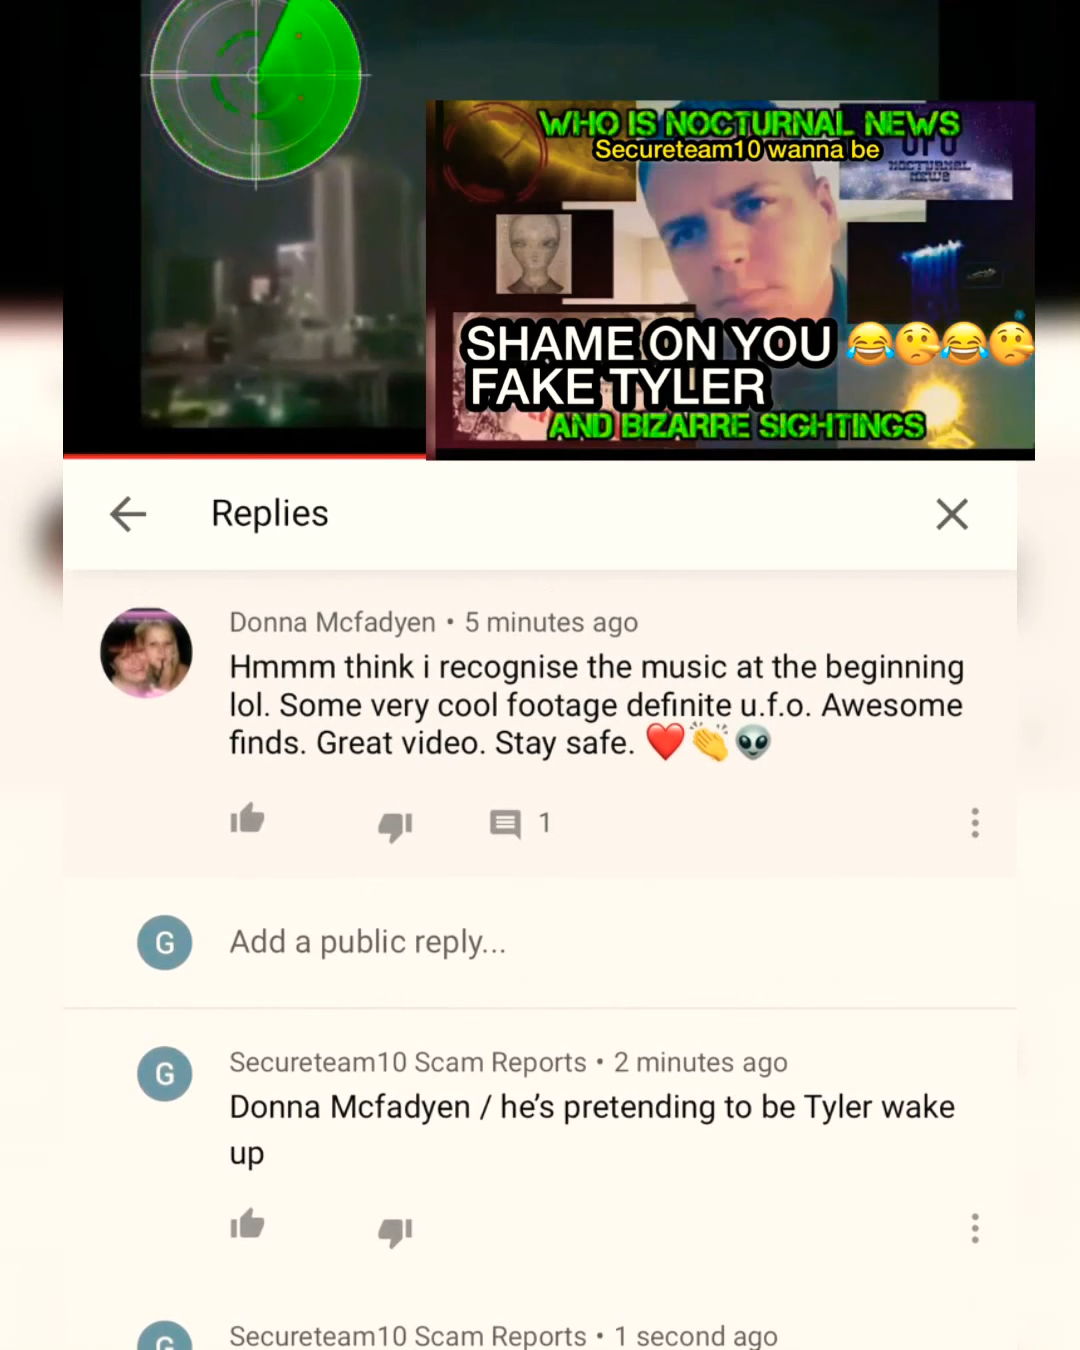 WHO IS NOCTURNAL NEWS
Secureteam10 wanna be
UFO
NOCTURNAL
NEWS
SHAME ON YOU 😂🤥😂🤥
FAKE TYLER
AND BIZARRE SIGHTINGS
Replies
Donna Mcfadyen • 5 minutes ago
Hmmm think i recognise the music at the beginning
lol. Some very cool footage definite u.f.o. Awesome
finds. Great video. Stay safe. ❤️👏👽
1
G
Add a public reply...
G
Secureteam10 Scam Reports • 2 minutes ago
Donna Mcfadyen / he's pretending to be Tyler wake
up
G
Secureteam10 Scam Reports • 1 second ago